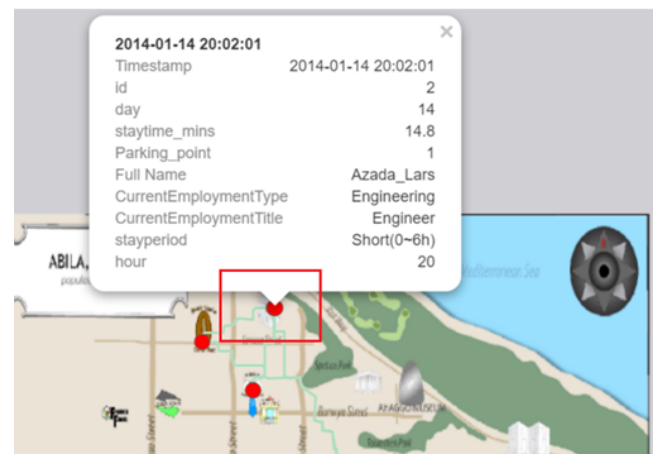 ×
2014-01-14 20:02:01
Timestamp 2014-01-14 20:02:01
id 2
day 14
staytime_mins 14.8
Parking_point 1
Full Name Azada_Lars
CurrentEmploymentType Engineering
CurrentEmploymentTitle Engineer
stayperiod Short(0~6h)
hour 20
ABILA,
Mediterranean Sea
Street
Street